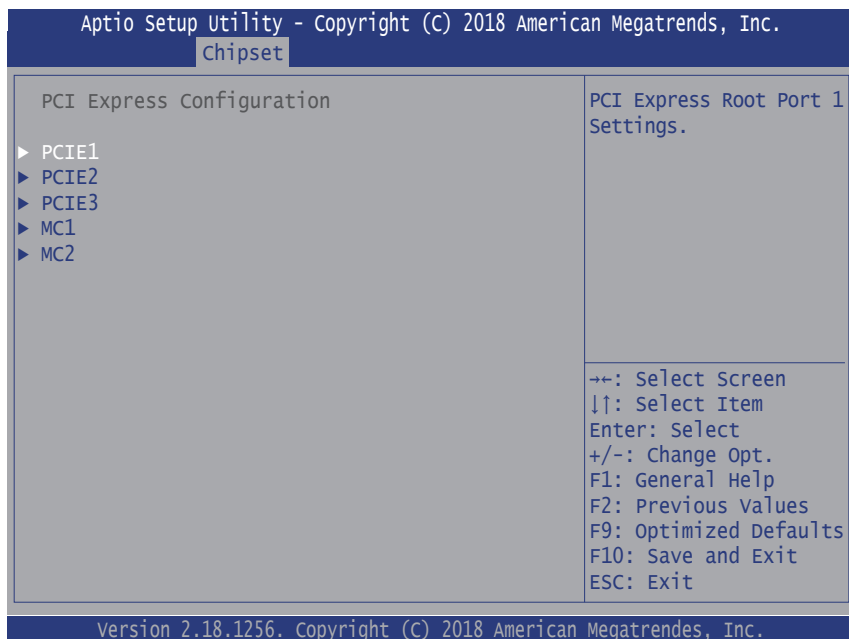 Aptio Setup Utility - Copyright (C) 2018 American Megatrends, Inc.
Chipset
PCI Express Configuration
▶ PCIE1
▶ PCIE2
▶ PCIE3
▶ MC1
▶ MC2
PCI Express Root Port 1
Settings.
→←: Select Screen
↓↑: Select Item
Enter: Select
+/-: Change Opt.
F1: General Help
F2: Previous Values
F9: Optimized Defaults
F10: Save and Exit
ESC: Exit
Version 2.18.1256. Copyright (C) 2018 American Megatrendes, Inc.